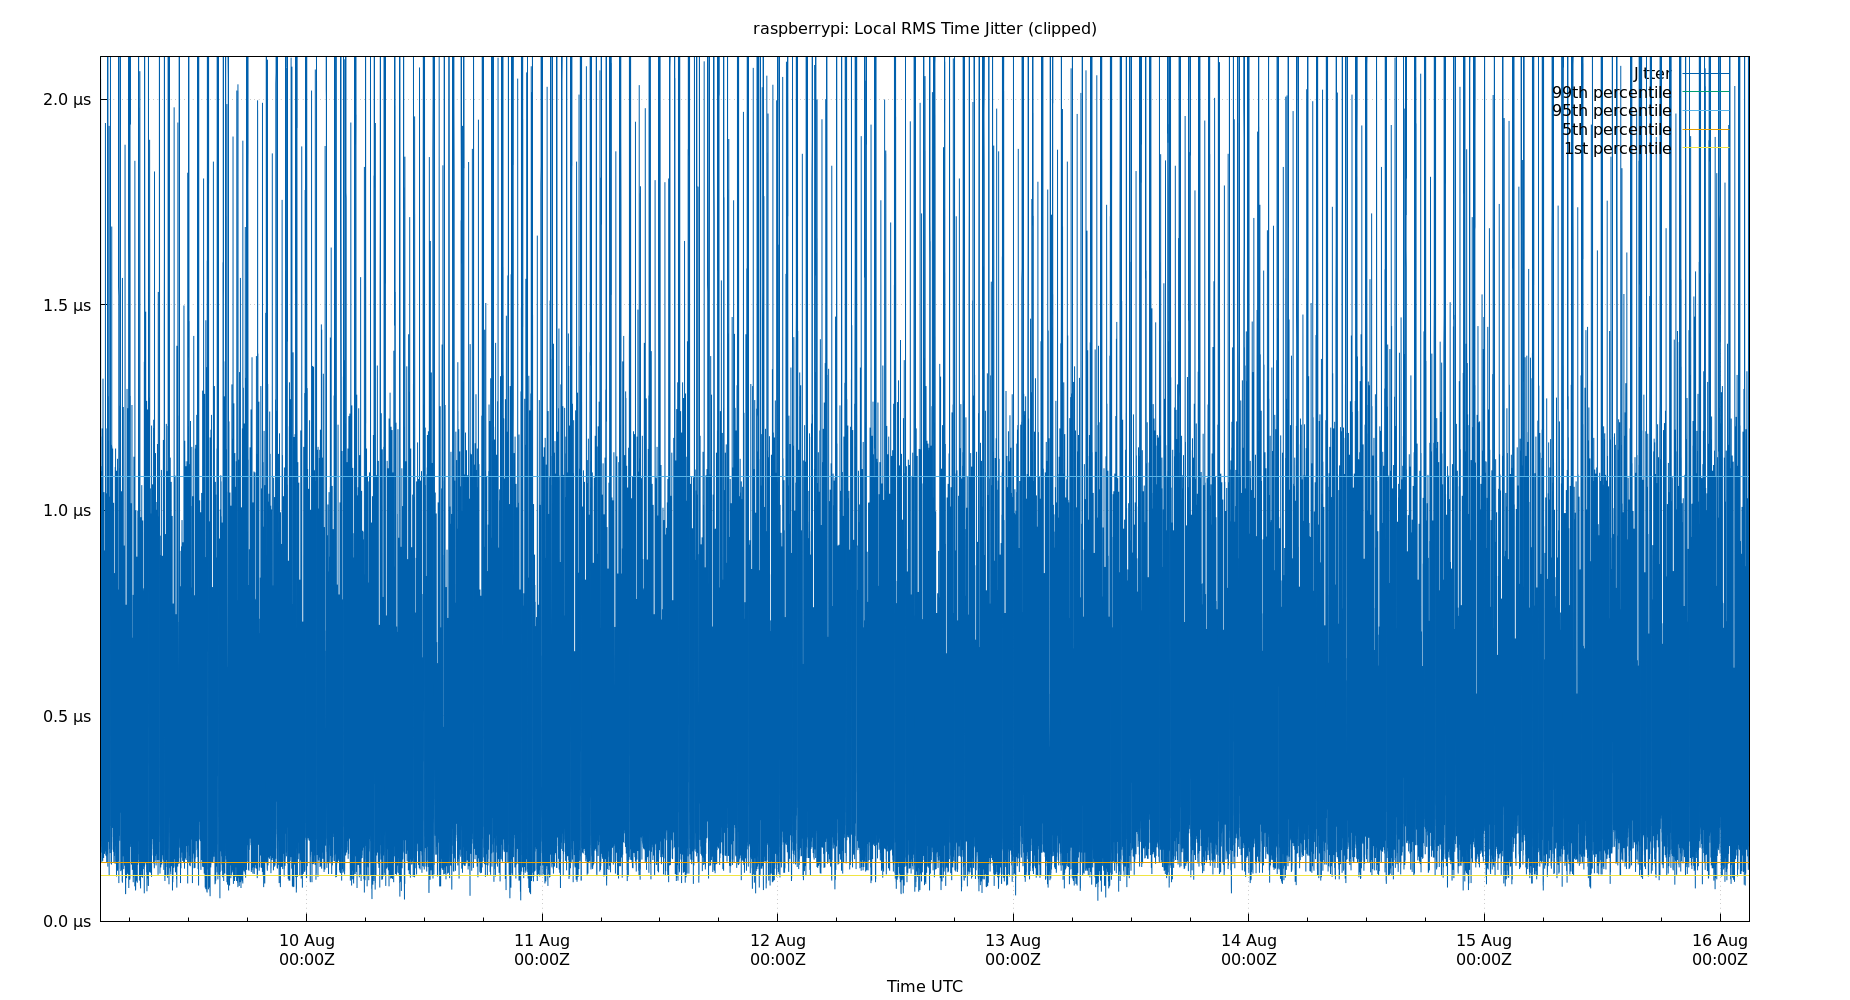 raspberrypi: Local RMS Time Jitter (clipped)
Jitter
99th percentile
95th percentile
5th percentile
1st percentile
2.0 µs
1.5 µs
1.0 µs
0.5 µs
0.0 µs
10 Aug 11 Aug 12 Aug 13 Aug 14 Aug 15 Aug 16 Aug
00:00Z 00:00Z 00:00Z 00:00Z 00:00Z 00:00Z 00:00Z
Time UTC